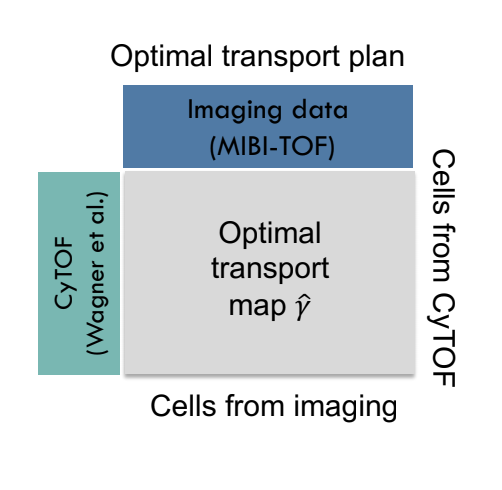 Optimal transport plan
Imaging data
(MIBI-TOF)
CyTOF
(Wagner et al.)
Optimal
transport
map γ̂
Cells from CyTOF
Cells from imaging